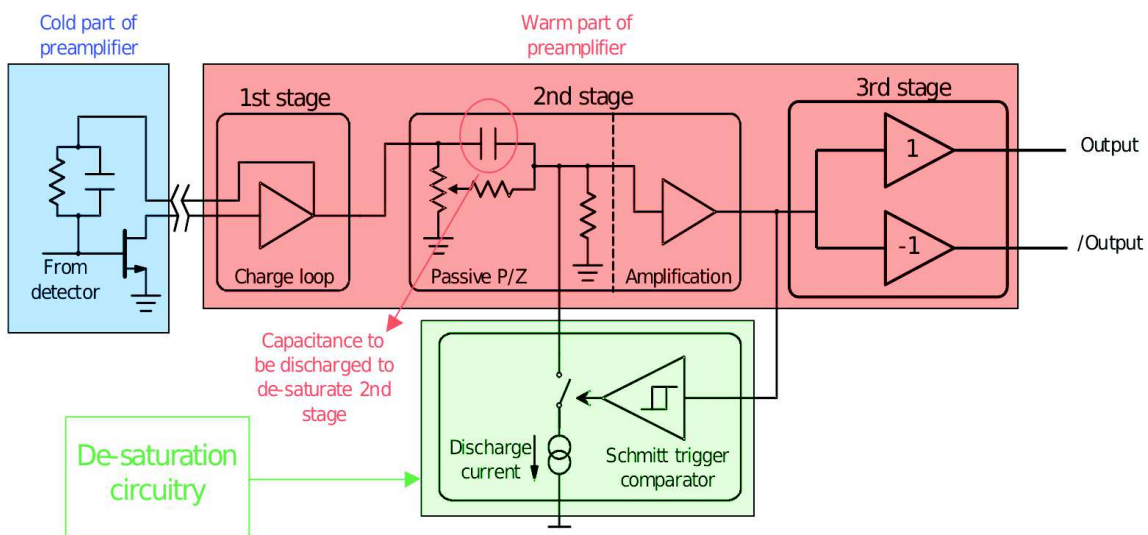 Cold part of
preamplifier
Warm part of
preamplifier
1st stage
2nd stage
3rd stage
1
Output
-1
/Output
From
detector
Charge loop
Passive P/Z
Amplification
Capacitance to
be discharged to
de-saturate 2nd
stage
De-saturation
circuitry
Discharge
current
Schmitt trigger
comparator